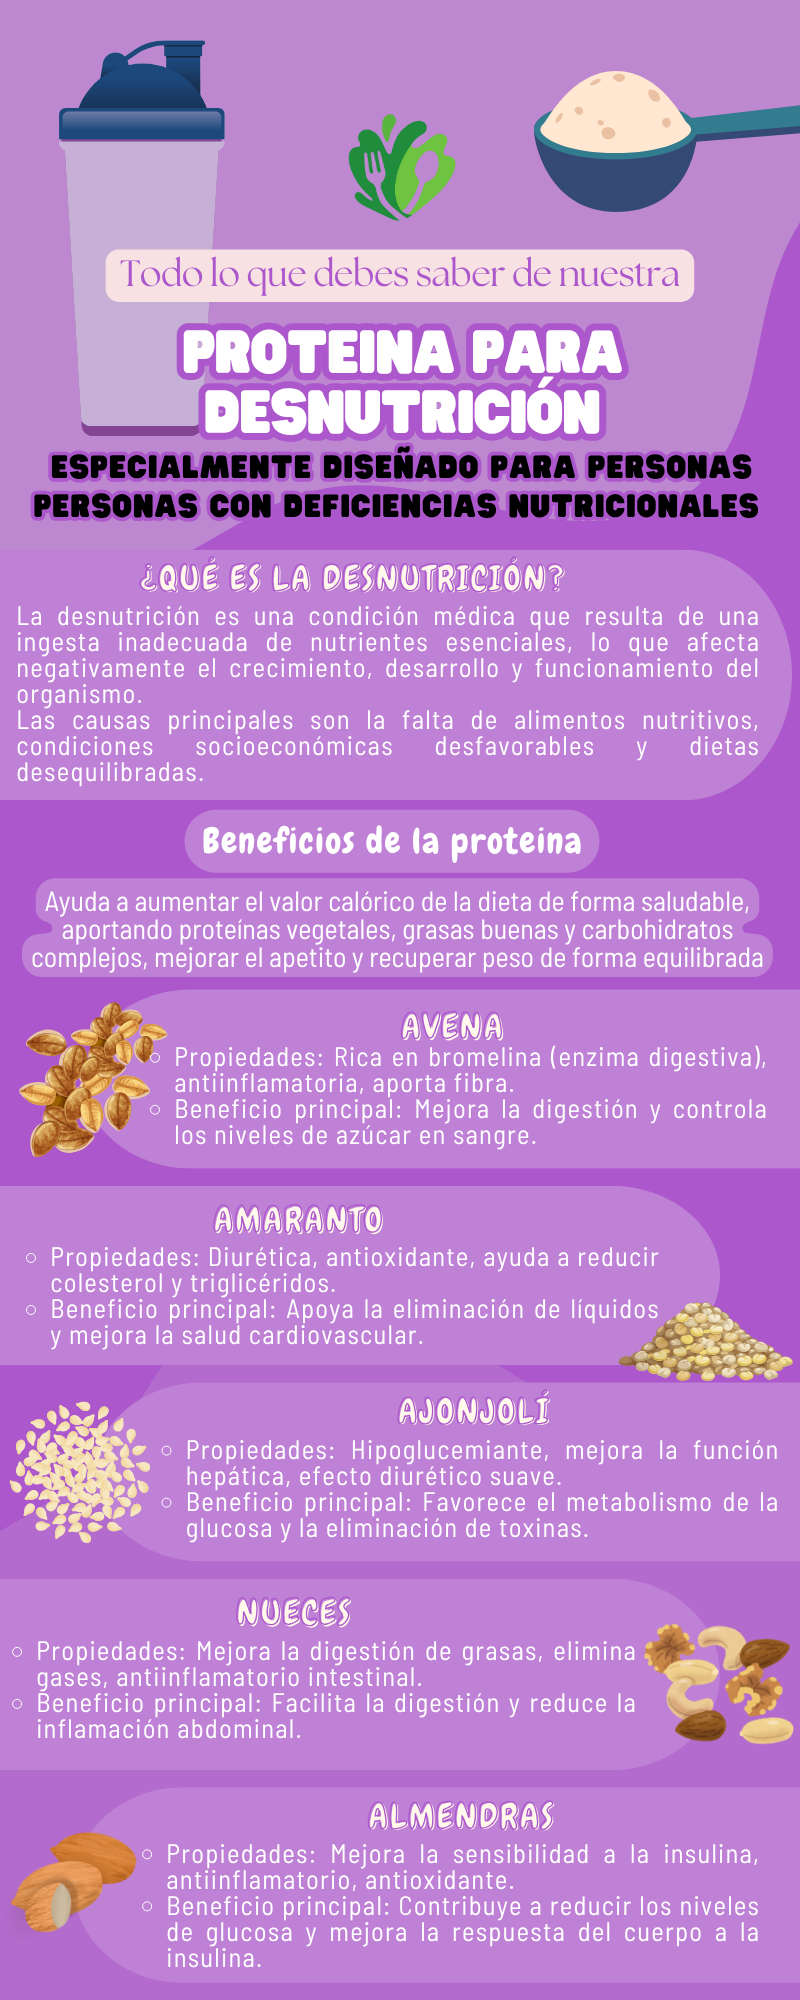 Todo lo que debes saber de nuestra
PROTEINA PARA
DESNUTRICIÓN
ESPECIALMENTE DISEÑADO PARA PERSONAS
PERSONAS CON DEFICIENCIAS NUTRICIONALES
¿QUÉ ES LA DESNUTRICIÓN?
La desnutrición es una condición médica que resulta de una
ingesta inadecuada de nutrientes esenciales, lo que afecta
negativamente el crecimiento, desarrollo y funcionamiento del
organismo.
Las causas principales son la falta de alimentos nutritivos,
condiciones socioeconómicas desfavorables y dietas
desequilibradas.
Beneficios de la proteina
Ayuda a aumentar el valor calórico de la dieta de forma saludable,
aportando proteínas vegetales, grasas buenas y carbohidratos
complejos, mejorar el apetito y recuperar peso de forma equilibrada
AVENA
Propiedades: Rica en bromelina (enzima digestiva),
antiinflamatoria, aporta fibra.
Beneficio principal: Mejora la digestión y controla
los niveles de azúcar en sangre.
AMARANTO
Propiedades: Diurética, antioxidante, ayuda a reducir
colesterol y triglicéridos.
Beneficio principal: Apoya la eliminación de líquidos
y mejora la salud cardiovascular.
AJONJOLÍ
Propiedades: Hipoglucemiante, mejora la función
hepática, efecto diurético suave.
Beneficio principal: Favorece el metabolismo de la
glucosa y la eliminación de toxinas.
NUECES
Propiedades: Mejora la digestión de grasas, elimina
gases, antiinflamatorio intestinal.
Beneficio principal: Facilita la digestión y reduce la
inflamación abdominal.
ALMENDRAS
Propiedades: Mejora la sensibilidad a la insulina,
antiinflamatorio, antioxidante.
Beneficio principal: Contribuye a reducir los niveles
de glucosa y mejora la respuesta del cuerpo a la
insulina.